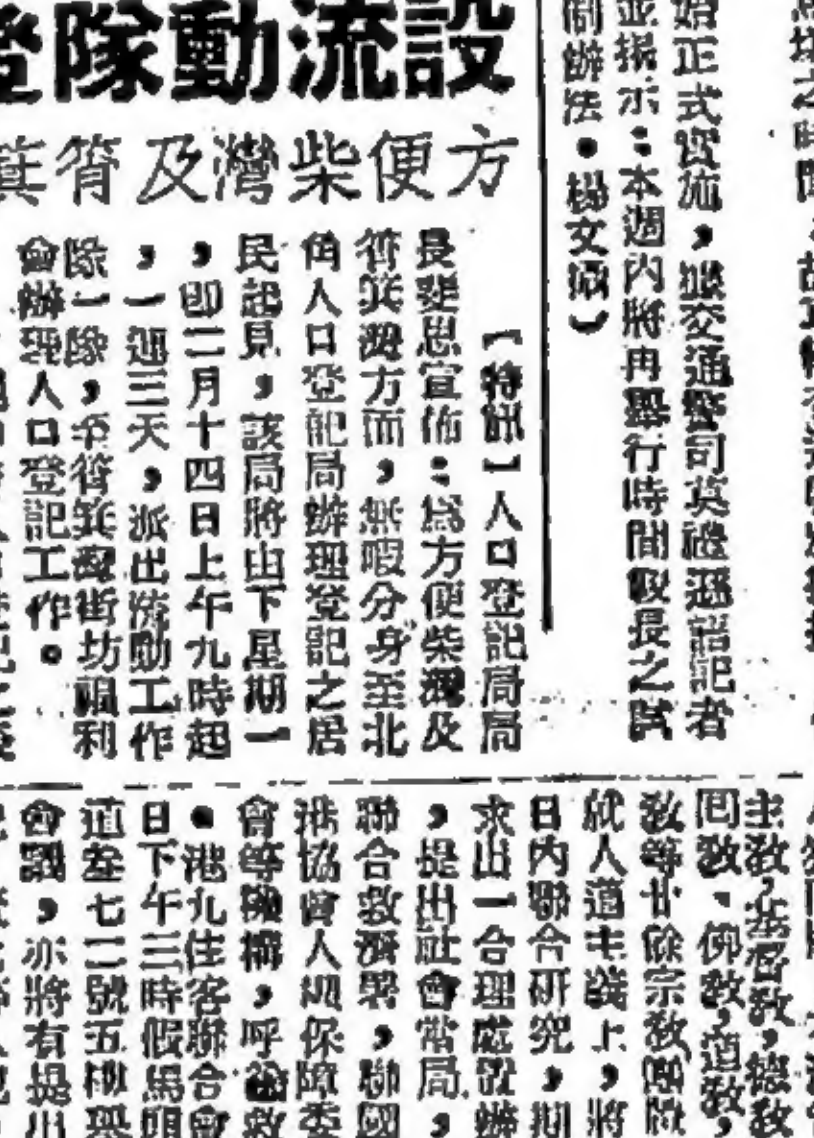 設流動隊登
方便柴灣及筲箕
始正式實施，據交通警司莫禮遜語記者
並指示：本週內將再舉行時間較長之試
制辦法。楊文攝）
【特訊】人口登記局局
長斐思宣佈：為方便柴灣及
筲箕灣方面，無暇分身至北
角人口登記局辦理登記之居
民起見，該局將由下星期一
，即二月十四日上午九時起
，一週三天，派出流動工作
隊一隊，
筲箕灣街坊福利
會辦理人口登記工作。
主教，基督教，德教
回教、佛教，道教，
教等廿餘宗教團體
就人道主義上，將
日內聯合研究，期
求出一合理處置辦
，提出社會當局，
聯合救濟署，聯國
港協會人權保障委
會等機構，呼籲救
。港九住客聯合會
日下午三時假馬頭
道叁七二號五樓舉
會議，亦將有提出